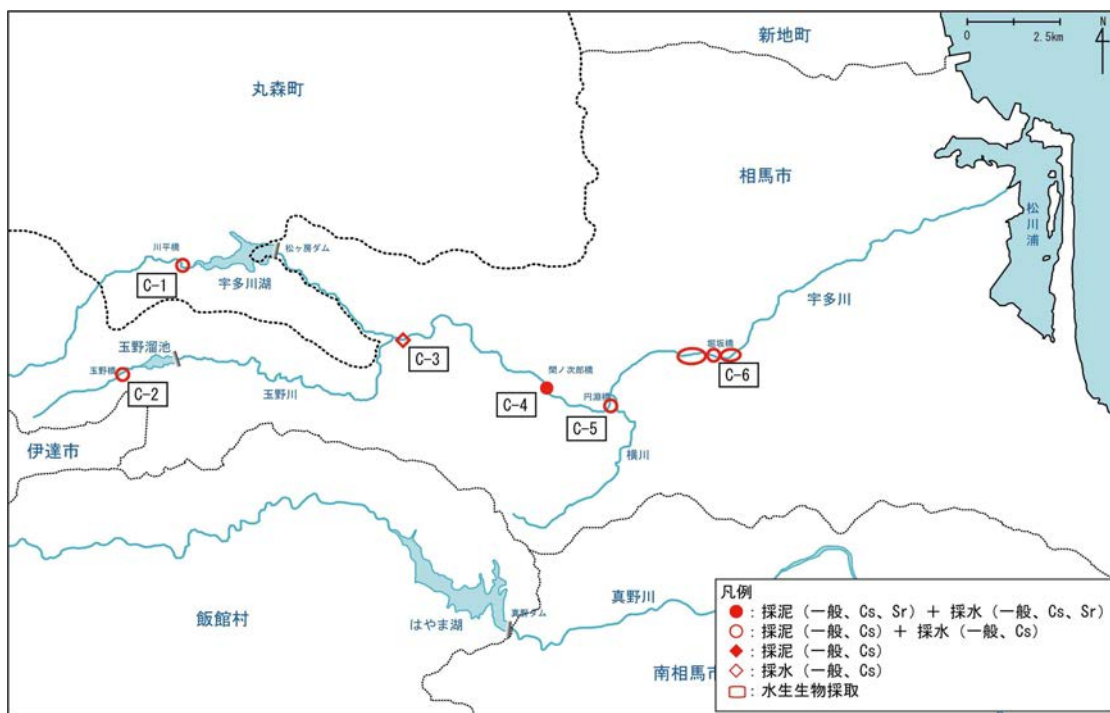 新地町
0 2.5km
N
丸森町
相馬市
松川浦
川平橋
松ヶ房ダム
C-1
宇多川湖
宇多川
玉野溜池
C-3
堀坂橋
玉野橋
C-6
C-2
玉野川
関ノ次郎橋
C-4
円淵橋
C-5
伊達市
横川
飯館村
はやま湖
真野ダム
真野川
南相馬市
凡例
: 採泥（一般、Cs、Sr）＋ 採水（一般、Cs、Sr）
: 採泥（一般、Cs）＋ 採水（一般、Cs）
: 採泥（一般、Cs）
: 採水（一般、Cs）
: 水生生物採取